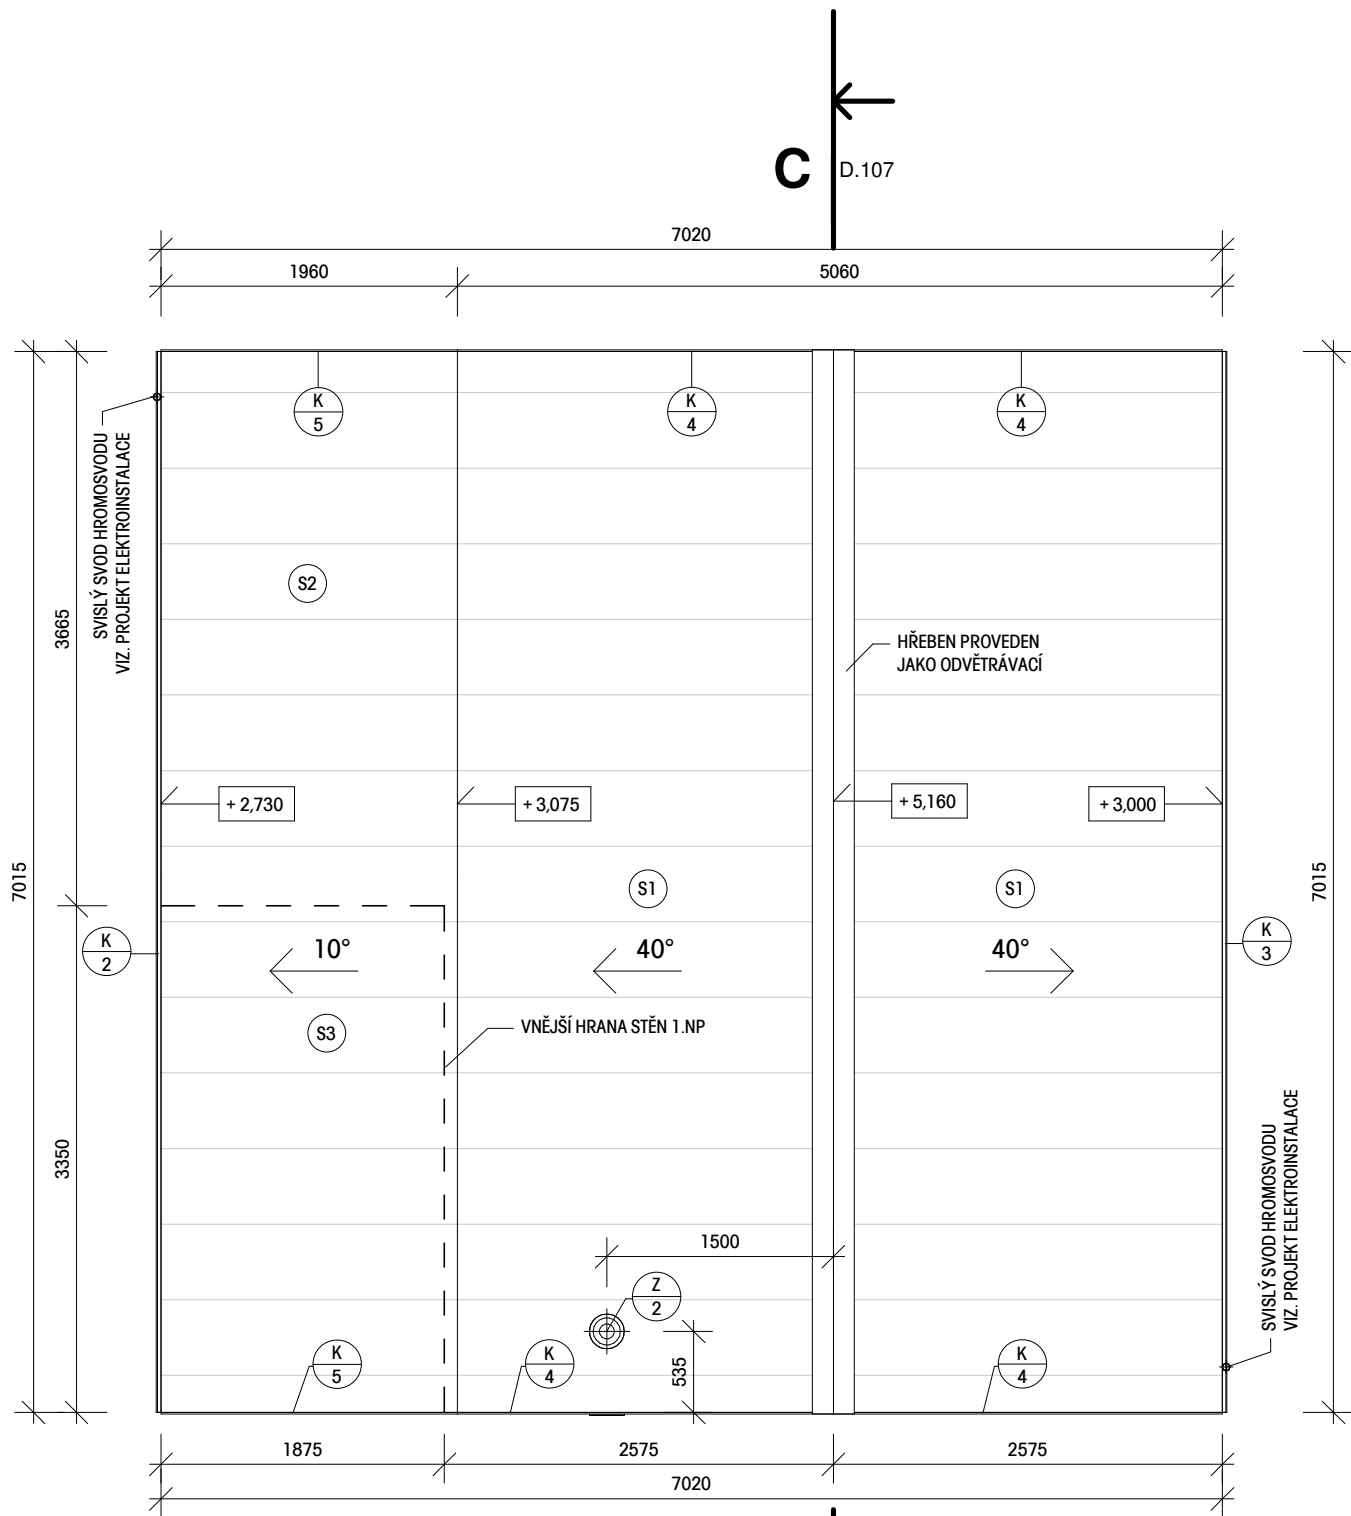 C
D.107
7020
1960
5060
K
5
K
4
K
4
SVISLÝ SVOD HROMOSVODU
VIZ. PROJEKT ELEKTROINSTALACE
S2
3665
HŘEBEN PROVEDEN
JAKO ODVĚTRÁVACÍ
+ 2,730
+ 3,075
+ 5,160
+ 3,000
7015
7015
S1
S1
K
2
10°
40°
40°
K
3
S3
VNĚJŠÍ HRANA STĚN 1.NP
3350
SVISLÝ SVOD HROMOSVODU
VIZ. PROJEKT ELEKTROINSTALACE
1500
Z
2
K
5
K
4
535
K
4
1875
2575
2575
7020